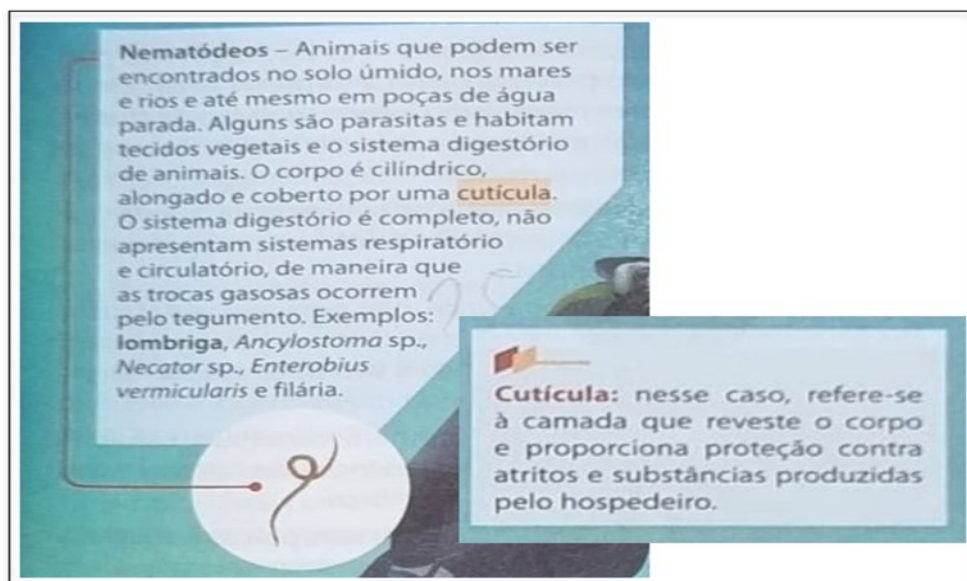 Nematódeos – Animais que podem ser
encontrados no solo úmido, nos mares
e rios e até mesmo em poças de água
parada. Alguns são parasitas e habitam
tecidos vegetais e o sistema digestório
de animais. O corpo é cilíndrico,
alongado e coberto por uma cutícula.
O sistema digestório é completo, não
apresentam sistemas respiratório
e circulatório, de maneira que
as trocas gasosas ocorrem
pelo tegumento. Exemplos:
lombriga, Ancylostoma sp.,
Necator sp., Enterobius
vermicularis e filária.
Cutícula: nesse caso, refere-se
à camada que reveste o corpo
e proporciona proteção contra
atritos e substâncias produzidas
pelo hospedeiro.